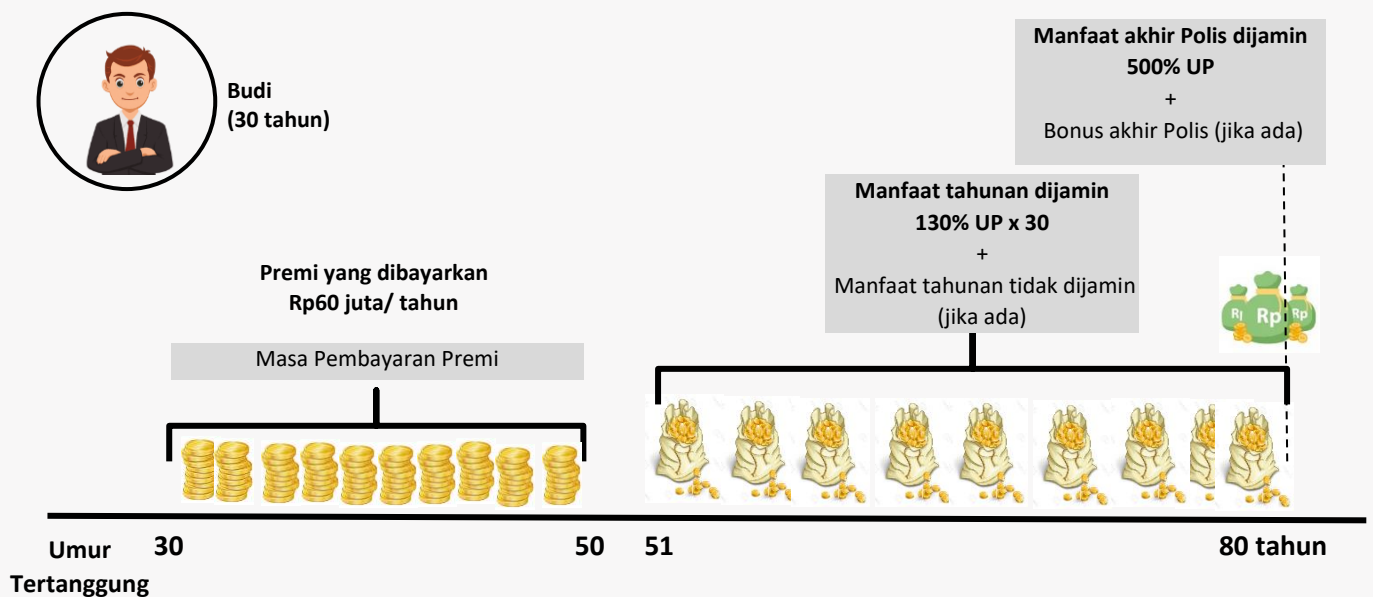 Budi
(30 tahun)
Manfaat akhir Polis dijamin
500% UP
+
Bonus akhir Polis (jika ada)
Manfaat tahunan dijamin
130% UP x 30
+
Manfaat tahunan tidak dijamin
(jika ada)
Premi yang dibayarkan
Rp60 juta/ tahun
Masa Pembayaran Premi
Rp Rp
30 50 51 80 tahun
Umur
Tertanggung